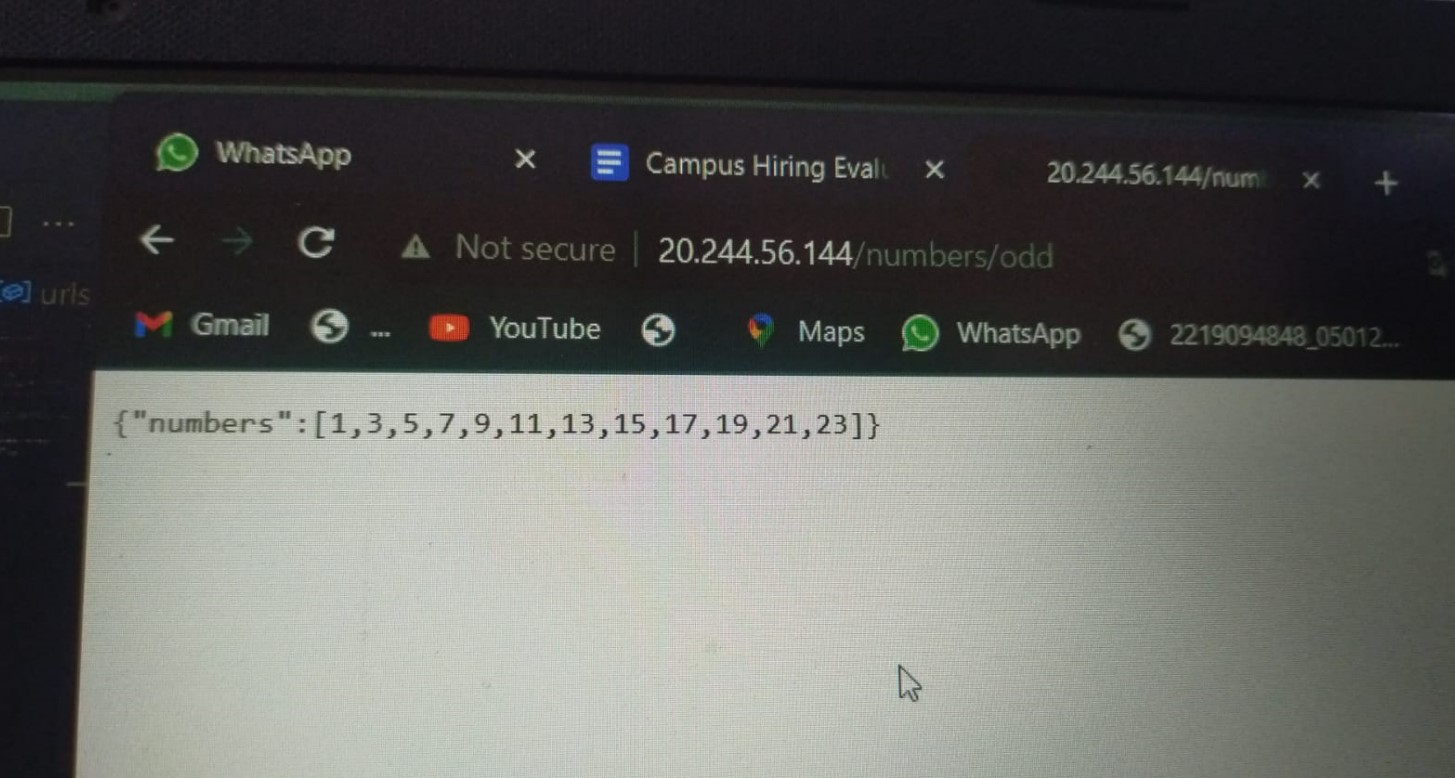 WhatsApp
Campus Hiring Eval
20.244.56.144/num
...
Not secure
20.244.56.144/numbers/odd
urls
Gmail
...
YouTube
Maps
WhatsApp
2219094848_05012...
{"numbers":[1,3,5,7,9,11,13,15,17,19,21,23]}